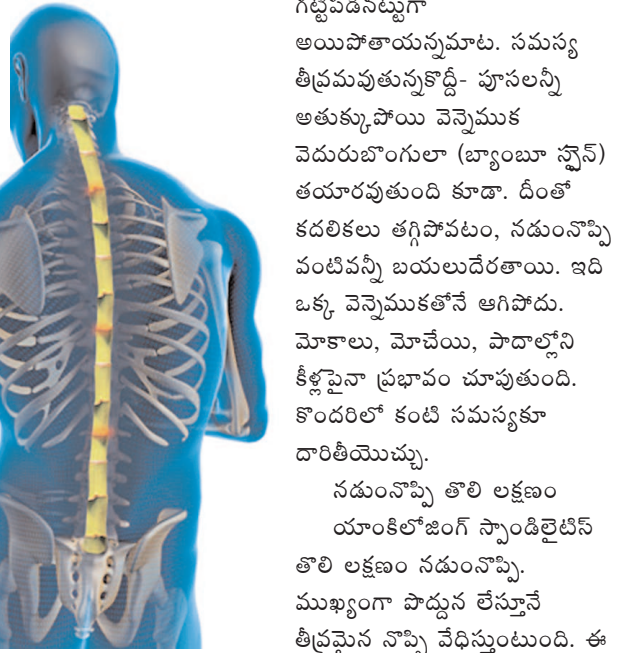 గట్టిపడినట్టుగా
అయిపోతాయన్నమాట. సమస్య
తీవ్రమవుతున్నకొద్దీ- పూసలన్నీ
అతుక్కుపోయి వెన్నెముక
వెదురుబొంగులా (బ్యాంబూ స్పైన్)
తయారవుతుంది కూడా. దీంతో
కదలికలు తగ్గిపోవటం, నడుంనొప్పి
వంటివన్నీ బయలుదేరతాయి. ఇది
ఒక్క వెన్నెముకతోనే ఆగిపోదు.
మోకాలు, మోచేయి, పాదాల్లోని
కీళ్లపైనా ప్రభావం చూపుతుంది.
కొందరిలో కంటి సమస్యకూ
దారితీయొచ్చు.
నడుంనొప్పి తొలి లక్షణం
యాంకిలోజింగ్ స్పాండిలైటిస్
తొలి లక్షణం నడుంనొప్పి.
ముఖ్యంగా పొద్దున లేస్తూనే
తీవ్రమైన నొప్పి వేధిస్తుంటుంది. ఈ